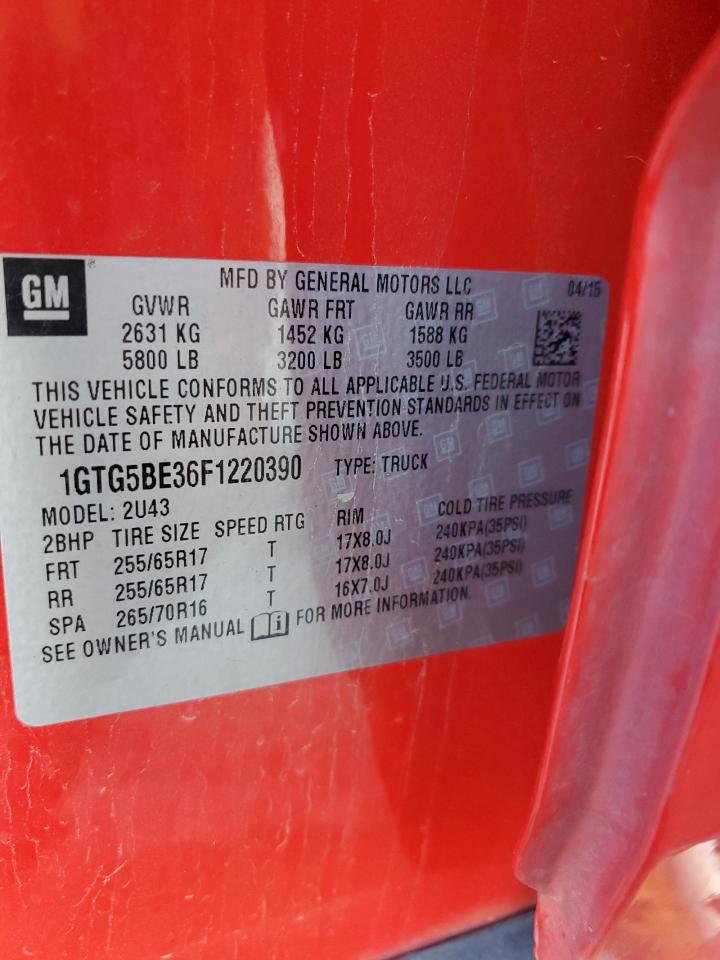 GM®
MFD BY GENERAL MOTORS LLC 04/15
GVWR GAWR FRT GAWR RR
2631 KG 1452 KG 1588 KG
5800 LB 3200 LB 3500 LB
THIS VEHICLE CONFORMS TO ALL APPLICABLE U.S. FEDERAL MOTOR
VEHICLE SAFETY AND THEFT PREVENTION STANDARDS IN EFFECT ON
THE DATE OF MANUFACTURE SHOWN ABOVE.
1GTG5BE36F1220390 TYPE: TRUCK
MODEL: 2U43
2BHP TIRE SIZE SPEED RTG RIM COLD TIRE PRESSURE
FRT 255/65R17 T 17X8.0J 240KPA(35PSI)
RR 255/65R17 T 17X8.0J 240KPA(35PSI)
SPA 265/70R16 T 16X7.0J 240KPA(35PSI)
SEE OWNER'S MANUAL FOR MORE INFORMATION.